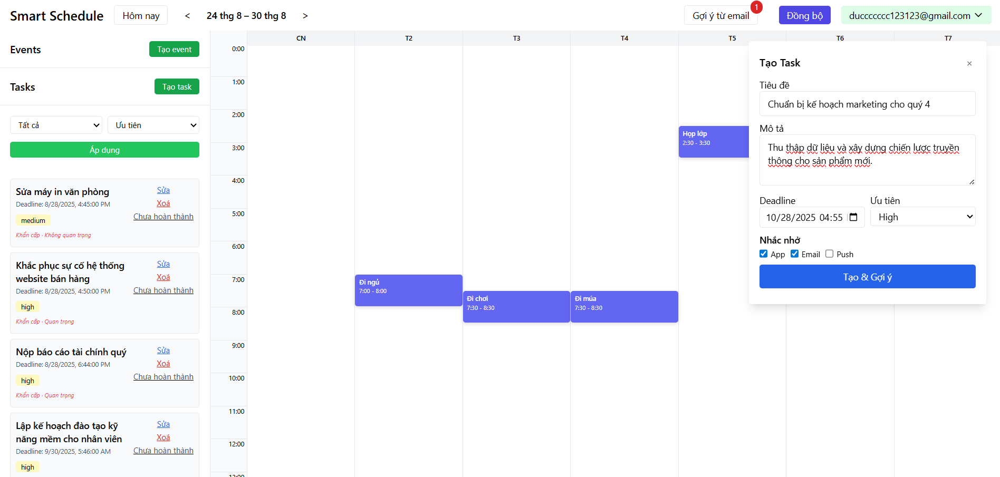 Smart Schedule
Hôm nay
<
24 thg 8 – 30 thg 8
>
Gợi ý từ email
1
Đồng bộ
ducccccc123123@gmail.com
Events
Tạo event
Tasks
Tạo task
Tất cả
Ưu tiên
Áp dụng
Sửa máy in văn phòng
Deadline: 8/28/2025, 4:45:00 PM
medium
Khẩn cấp · Không quan trọng
Sửa
Xoá
Chưa hoàn thành
Khắc phục sự cố hệ thống
website bán hàng
Deadline: 8/28/2025, 4:50:00 PM
high
Khẩn cấp · Quan trọng
Sửa
Xoá
Chưa hoàn thành
Nộp báo cáo tài chính quý
Deadline: 8/28/2025, 6:44:00 PM
high
Khẩn cấp · Quan trọng
Sửa
Xoá
Chưa hoàn thành
Lập kế hoạch đào tạo kỹ
năng mềm cho nhân viên
Deadline: 9/30/2025, 5:46:00 AM
high
Sửa
Xoá
Chưa hoàn thành
CN
T2
T3
T4
T5
T6
T7
0:00
1:00
2:00
3:00
4:00
5:00
6:00
7:00
8:00
9:00
10:00
11:00
12:00
13:00
Đi ngủ
7:00 - 8:00
Đi chơi
7:30 - 8:30
Đi múa
7:30 - 8:30
Họp lớp
2:30 - 3:30
Tạo Task
×
Tiêu đề
Chuẩn bị kế hoạch marketing cho quý 4
Mô tả
Thu thập dữ liệu và xây dựng chiến lược truyền
thông cho sản phẩm mới.
Deadline
10/28/2025 04:55
Ưu tiên
High
Nhắc nhở
App
Email
Push
Tạo & Gợi ý